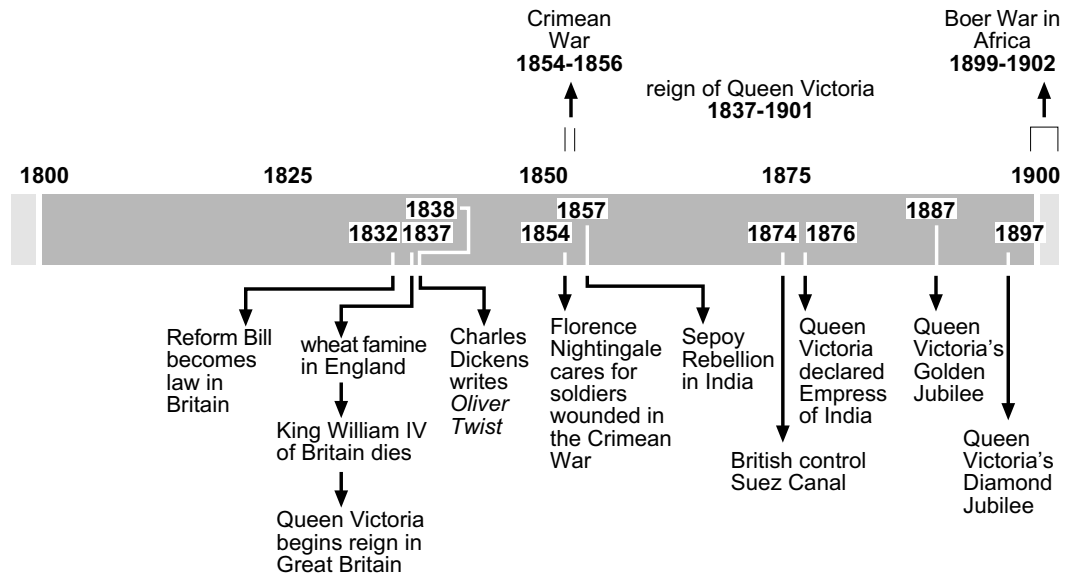 Crimean
War
1854-1856
Boer War in
Africa
1899-1902
reign of Queen Victoria
1837-1901
1800
1825
1850
1875
1900
1838
1857
1887
1832
1837
1854
1874
1876
1897
Reform Bill
becomes
law in
Britain
wheat famine
in England
King William IV
of Britain dies
Queen Victoria
begins reign in
Great Britain
Charles
Dickens
writes
Oliver
Twist
Florence
Nightingale
cares for
soldiers
wounded in
the Crimean
War
Sepoy
Rebellion
in India
British control
Suez Canal
Queen
Victoria
declared
Empress
of India
Queen
Victoria's
Golden
Jubilee
Queen
Victoria's
Diamond
Jubilee